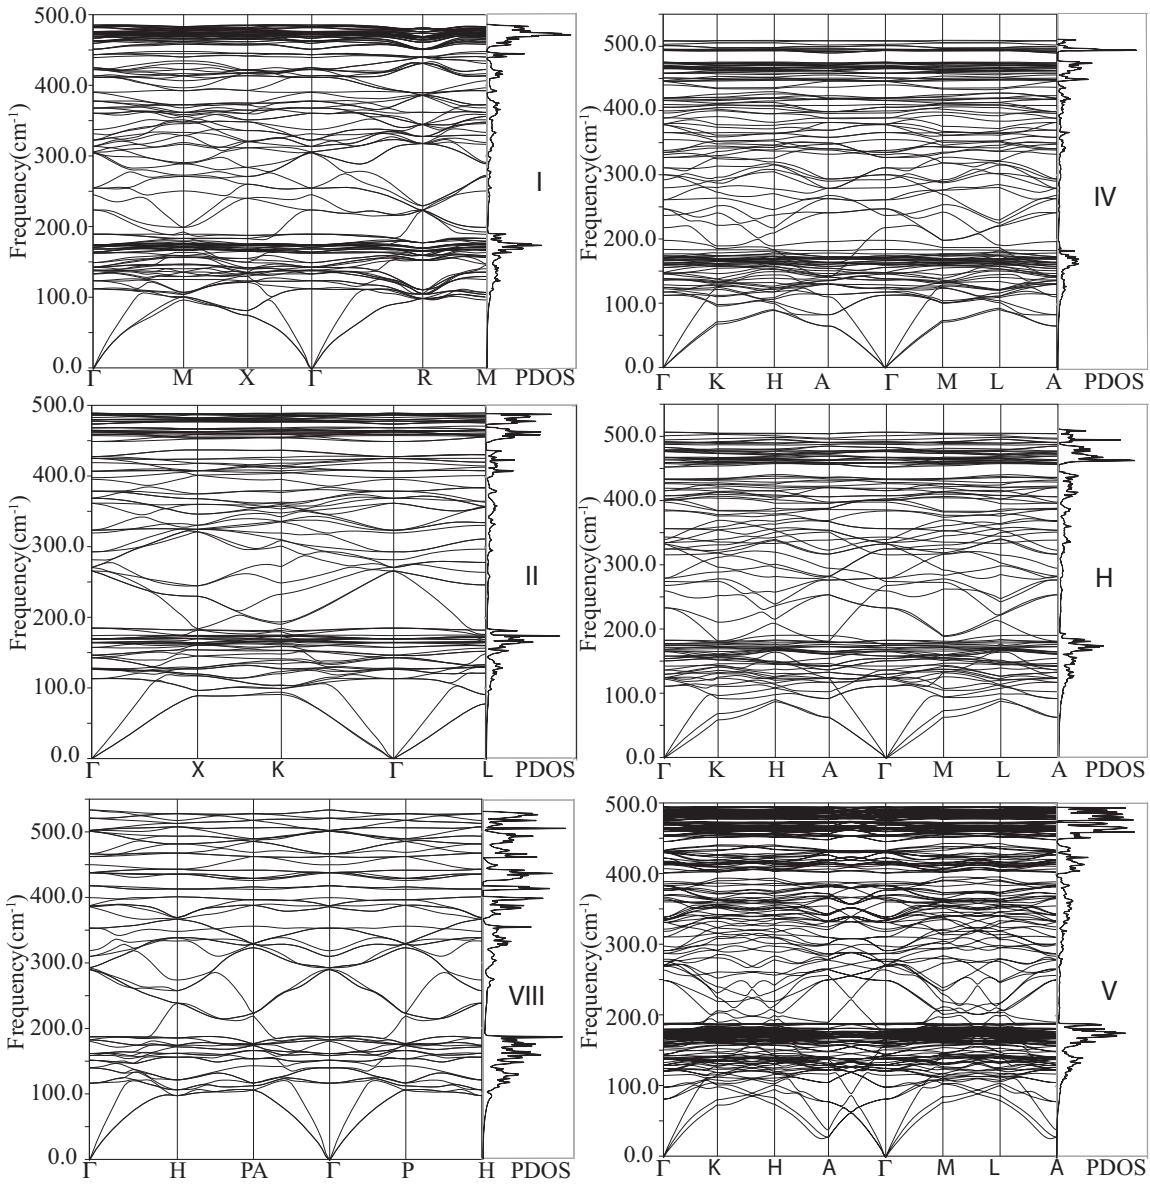 500.0
400.0
300.0
200.0
100.0
0.0
Frequency(cm-1)
I
Γ M X Γ R M PDOS
500.0
400.0
300.0
200.0
100.0
0.0
Frequency(cm-1)
IV
Γ K H A Γ M L A PDOS
500.0
400.0
300.0
200.0
100.0
0.0
Frequency(cm-1)
II
Γ X K Γ L PDOS
500.0
400.0
300.0
200.0
100.0
0.0
Frequency(cm-1)
H
Γ K H A Γ M L A PDOS
500.0
400.0
300.0
200.0
100.0
0.0
Frequency(cm-1)
VIII
Γ H PA Γ P H PDOS
500.0
400.0
300.0
200.0
100.0
0.0
Frequency(cm-1)
V
Γ K H A Γ M L A PDOS